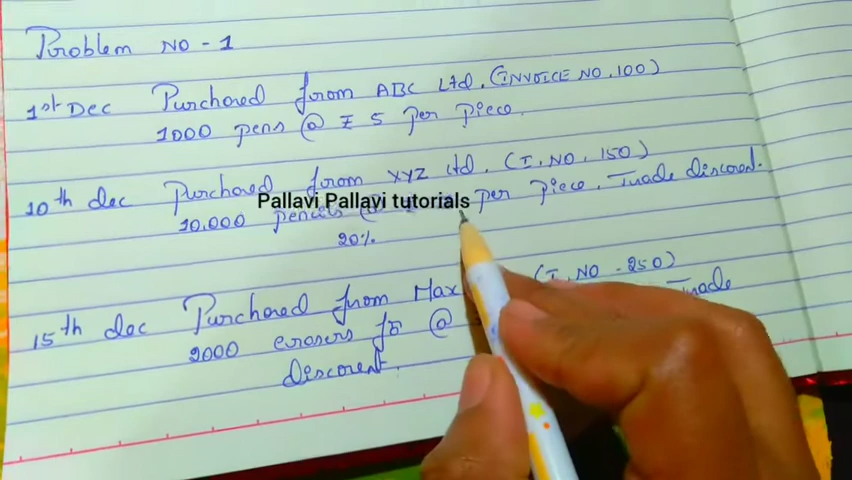 Problem NO - 1
1st Dec Purchased from ABC Ltd. (INVOICE NO. 100)
1000 pens @ ₹ 5 per piece.
10th dec Purchased from XYZ ltd. (I. NO. 150)
Pallavi Pallavi tutorials
10,000 pencils @ per piece. Trade discount.
20%
15th dec Purchased from Max (I. NO - 250)
2000 erasers fo @ Trade
discount.